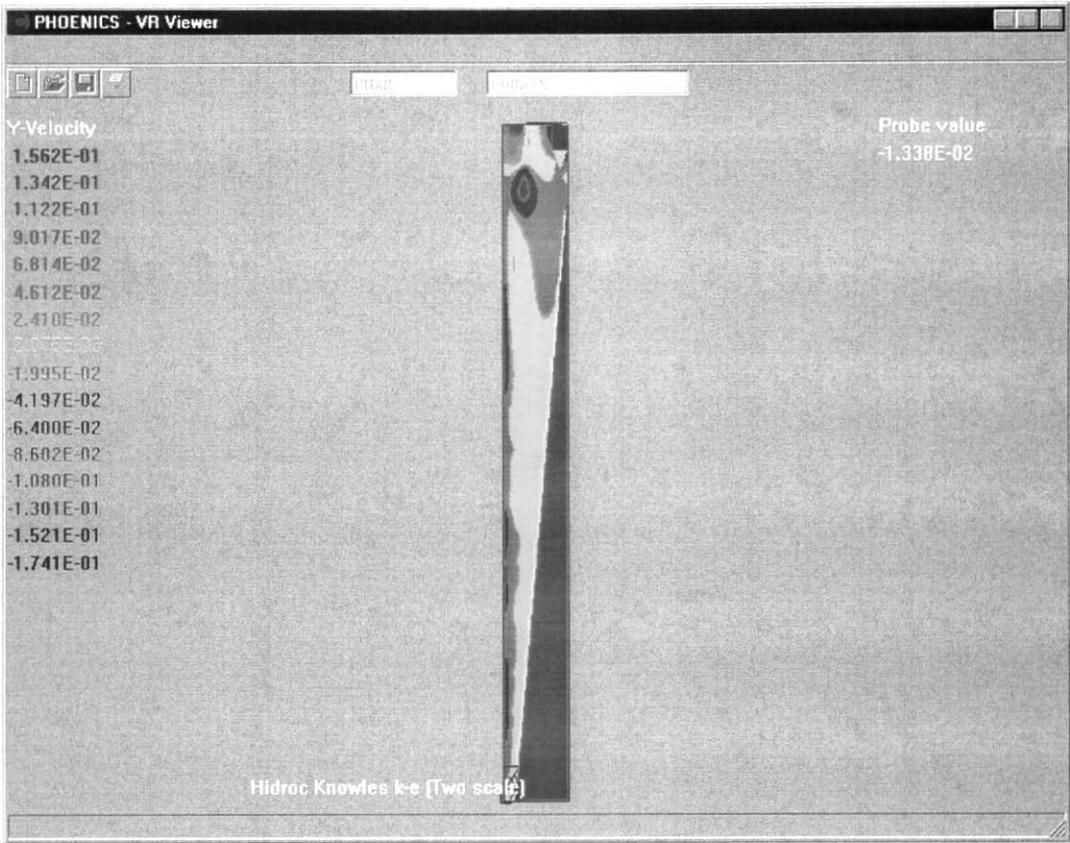 PHOENICS - VR Viewer
Y-Velocity
1.562E-01
1.342E-01
1.122E-01
9.017E-02
6.814E-02
4.612E-02
2.410E-02
-1.995E-02
-4.197E-02
-6.400E-02
-8.602E-02
-1.080E-01
-1.301E-01
-1.521E-01
-1.741E-01
Probe value
-1.338E-02
Hidroc Knowles k-e (Two scale)